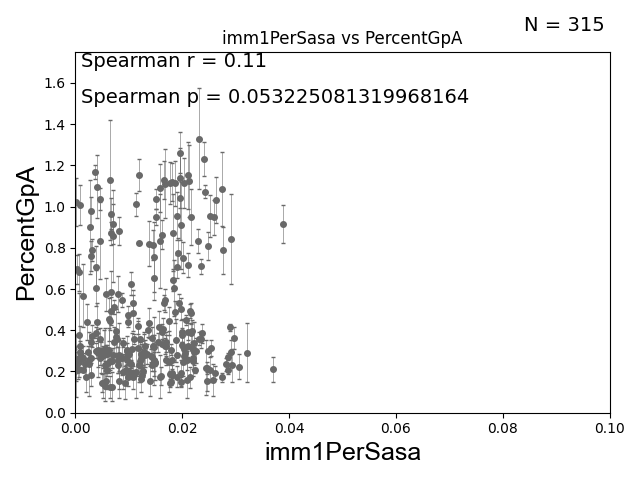 N = 315
imm1PerSasa vs PercentGpA
Spearman r = 0.11
Spearman p = 0.053225081319968164
PercentGpA
1.6
1.4
1.2
1.0
0.8
0.6
0.4
0.2
0.0
0.00 0.02 0.04 0.06 0.08 0.10
imm1PerSasa